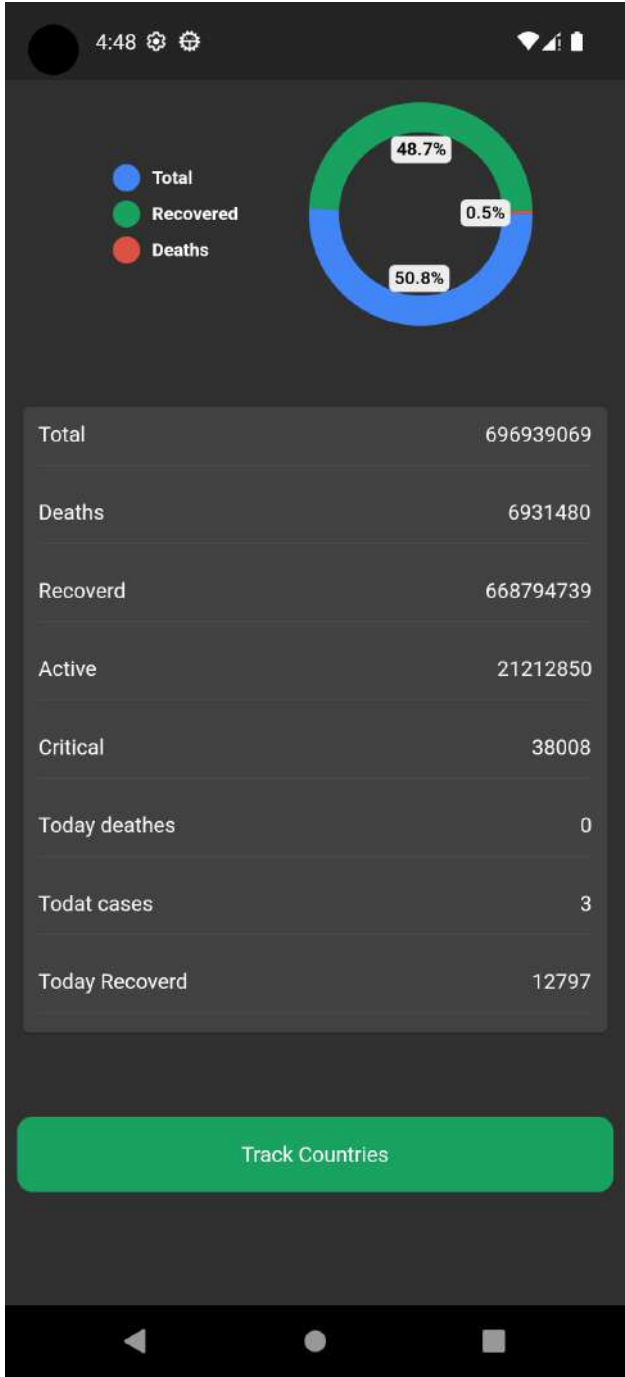 4:48
48.7%
Total
Recovered
0.5%
Deaths
50.8%
Total 696939069
Deaths 6931480
Recoverd 668794739
Active 21212850
Critical 38008
Today deathes 0
Todat cases 3
Today Recoverd 12797
Track Countries